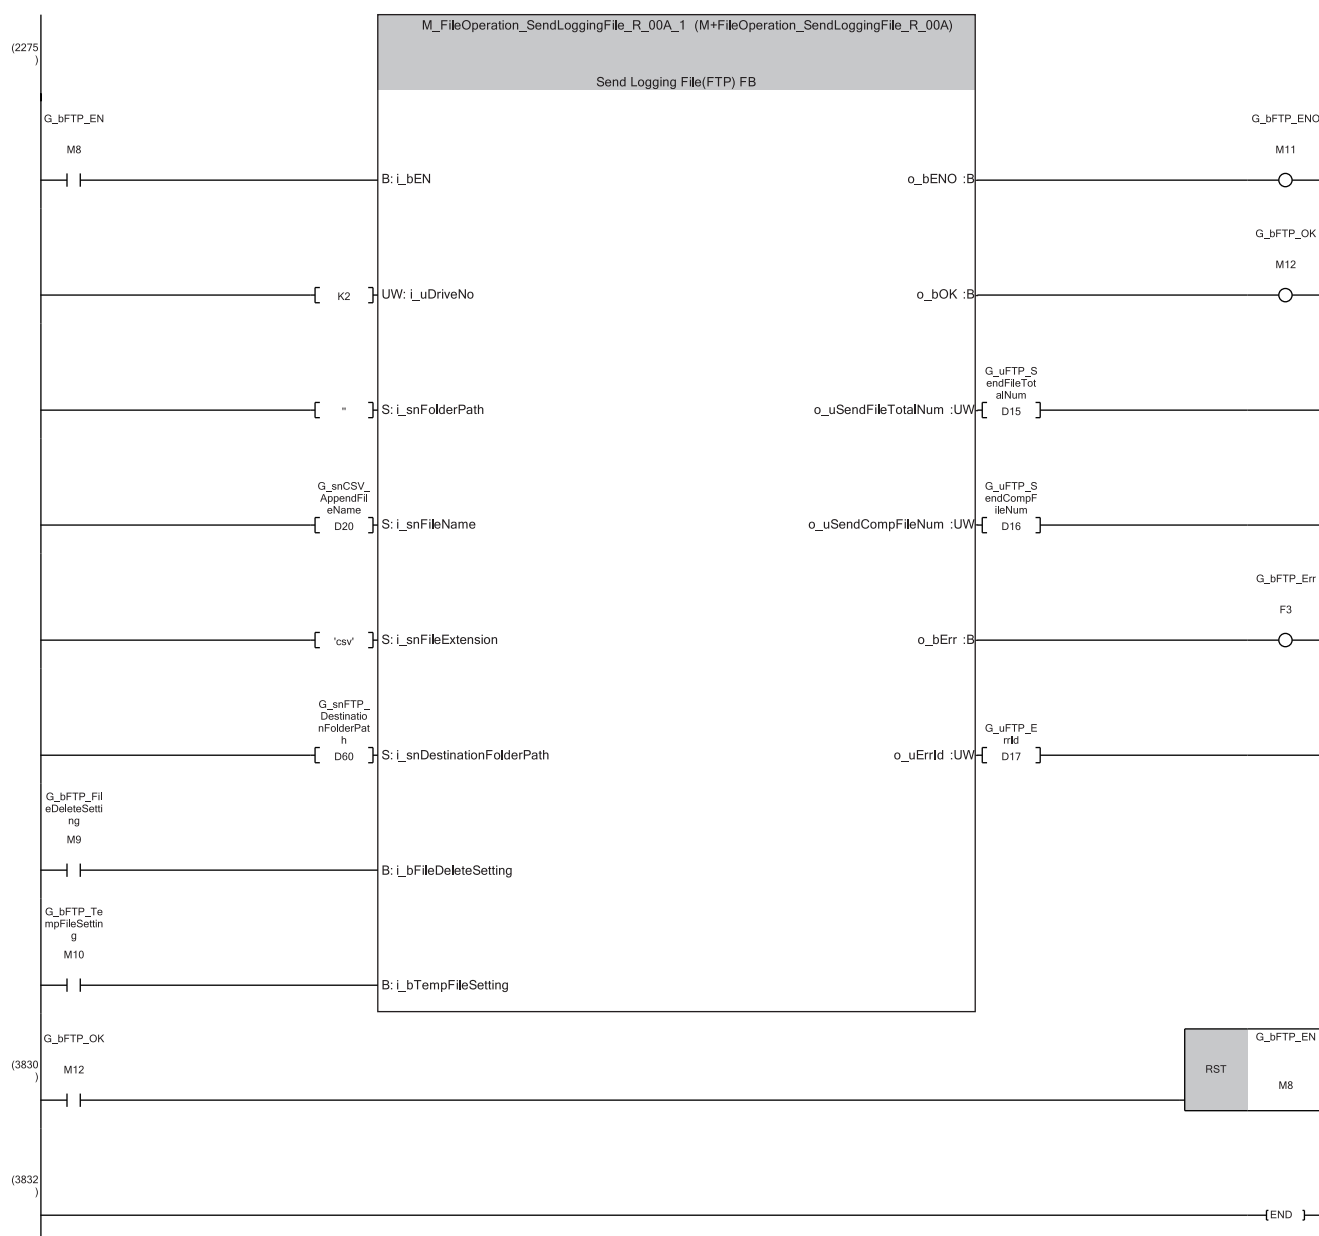 M_FileOperation_SendLoggingFile_R_00A_1 (M+FileOperation_SendLoggingFile_R_00A)
(2275
)
Send Logging File(FTP) FB
G_bFTP_EN
M8
B: i_bEN
o_bENO :B
G_bFTP_ENO
M11
K2
UW: i_uDriveNo
o_bOK :B
G_bFTP_OK
M12
''
S: i_snFolderPath
o_uSendFileTotalNum :UW
G_uFTP_S
endFileTot
alNum
D15
G_snCSV_
AppendFil
eName
D20
S: i_snFileName
o_uSendCompFileNum :UW
G_uFTP_S
endCompF
ileNum
D16
'csv'
S: i_snFileExtension
o_bErr :B
G_bFTP_Err
F3
G_snFTP_
Destinatio
nFolderPat
h
D60
S: i_snDestinationFolderPath
o_uErrId :UW
G_uFTP_E
rrId
D17
G_bFTP_Fil
eDeleteSetti
ng
M9
B: i_bFileDeleteSetting
G_bFTP_Te
mpFileSettin
g
M10
B: i_bTempFileSetting
(3830
)
G_bFTP_OK
M12
RST
G_bFTP_EN
M8
(3832
)
END